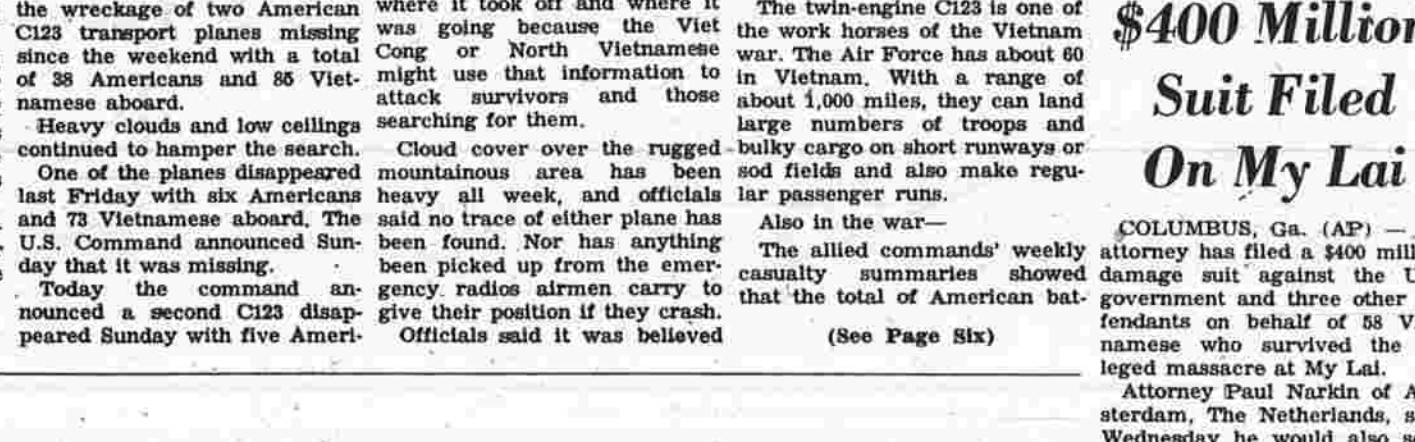 the wreckage of two American
C123 transport planes missing
since the weekend with a total
of 38 Americans and 85 Viet-
namese aboard.
Heavy clouds and low ceilings
continued to hamper the search.
One of the planes disappeared
last Friday with six Americans
and 73 Vietnamese aboard. The
U.S. Command announced Sun-
day that it was missing.
Today the command an-
nounced a second C123 disap-
peared Sunday with five Ameri-
where it took off and where it
was going because the Viet
Cong or North Vietnamese
might use that information to
attack survivors and those
searching for them.
Cloud cover over the rugged
mountainous area has been
heavy all week, and officials
said no trace of either plane has
been found. Nor has anything
been picked up from the emer-
gency radios airmen carry to
give their position if they crash.
Officials said it was believed
The twin-engine C123 is one of
the work horses of the Vietnam
war. The Air Force has about 60
in Vietnam. With a range of
about 1,000 miles, they can land
large numbers of troops and
bulky cargo on short runways or
sod fields and also make regu-
lar passenger runs.
Also in the war—
The allied commands' weekly
casualty summaries showed
that the total of American bat-
(See Page Six)
$400 Million
Suit Filed
On My Lai
COLUMBUS, Ga. (AP) —
attorney has filed a $400 mill
damage suit against the U
government and three other
fendants on behalf of 58 V
namese who survived the
leged massacre at My Lai.
Attorney Paul Narkin of A
sterdam, The Netherlands, s
Wednesday he would also